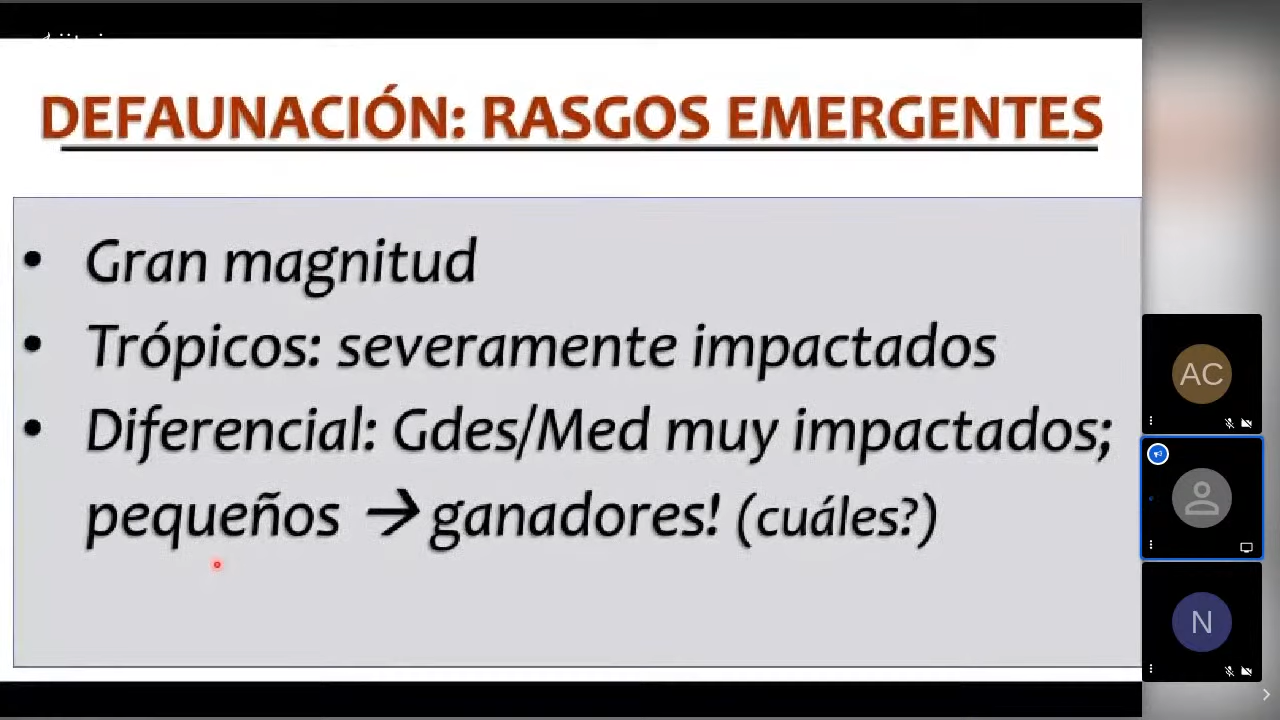 DEFAUNACIÓN: RASGOS EMERGENTES
• Gran magnitud
• Trópicos: severamente impactados
• Diferencial: Gdes/Med muy impactados;
pequeños → ganadores! (cuáles?)
AC
N